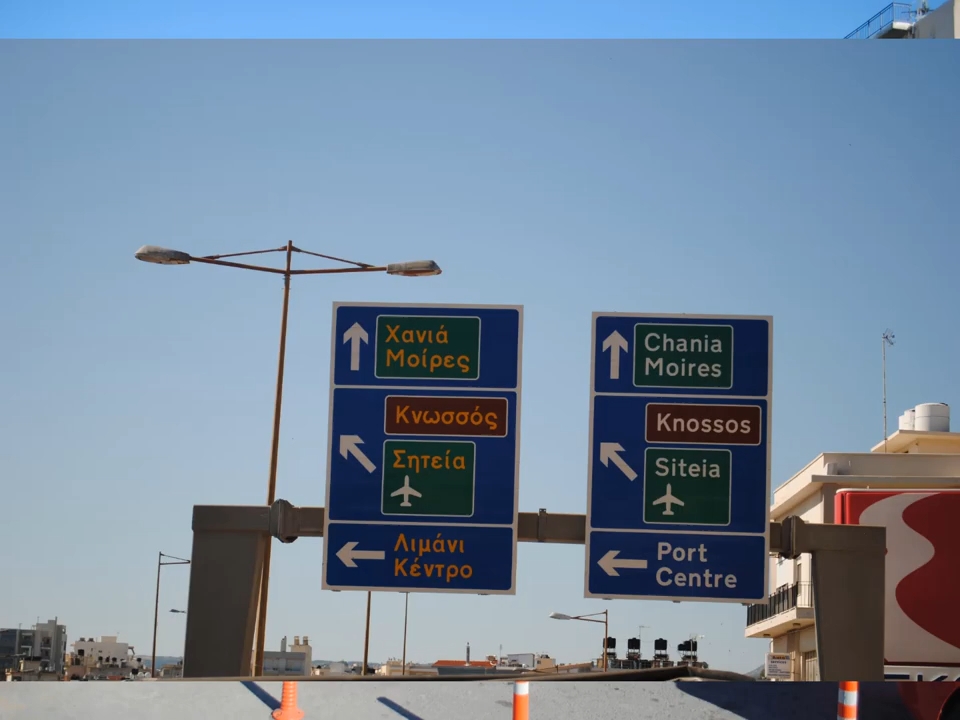 Χανιά
Μοίρες
Κνωσσός
Σητεία
Λιμάνι
Κέντρο
Chania
Moires
Knossos
Siteia
Port
Centre